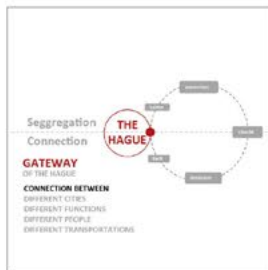 Seggregation
THE
HAGUE
Connection
GATEWAY
OF THE HAGUE
CONNECTION BETWEEN
DIFFERENT CITIES
DIFFERENT FUNCTIONS
DIFFERENT PEOPLE
DIFFERENT TRANSPORTATIONS